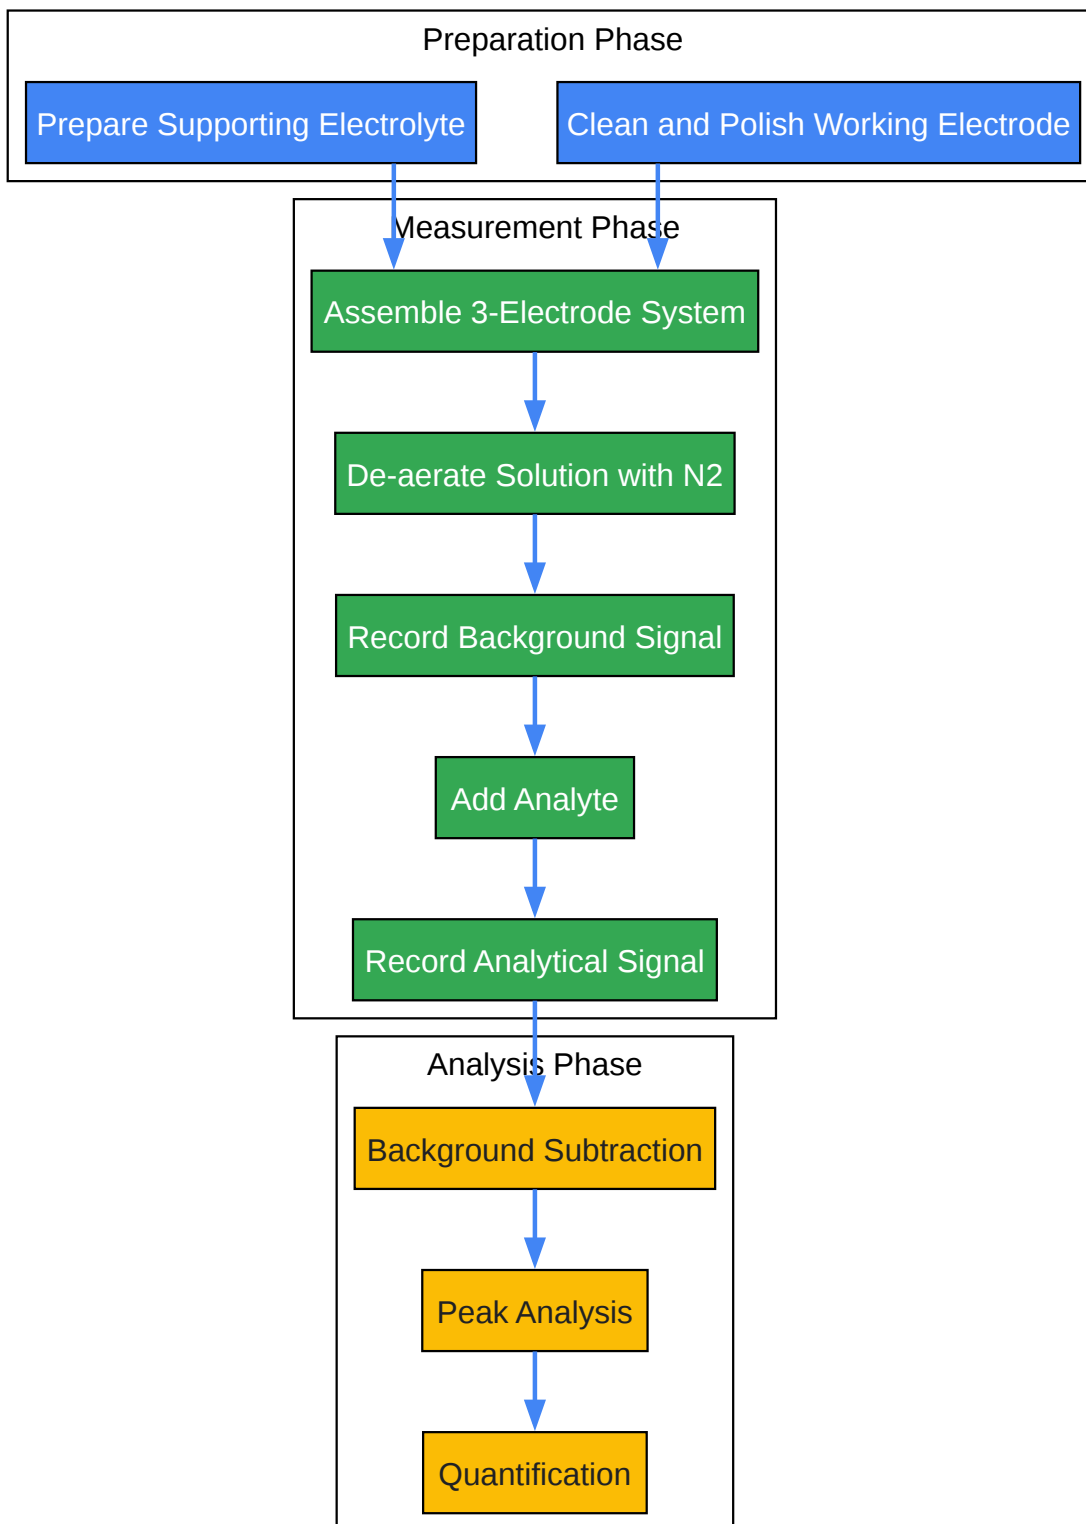 Preparation Phase
Prepare Supporting Electrolyte
Clean and Polish Working Electrode
Measurement Phase
Assemble 3-Electrode System
De-aerate Solution with N2
Record Background Signal
Add Analyte
Record Analytical Signal
Analysis Phase
Background Subtraction
Peak Analysis
Quantification